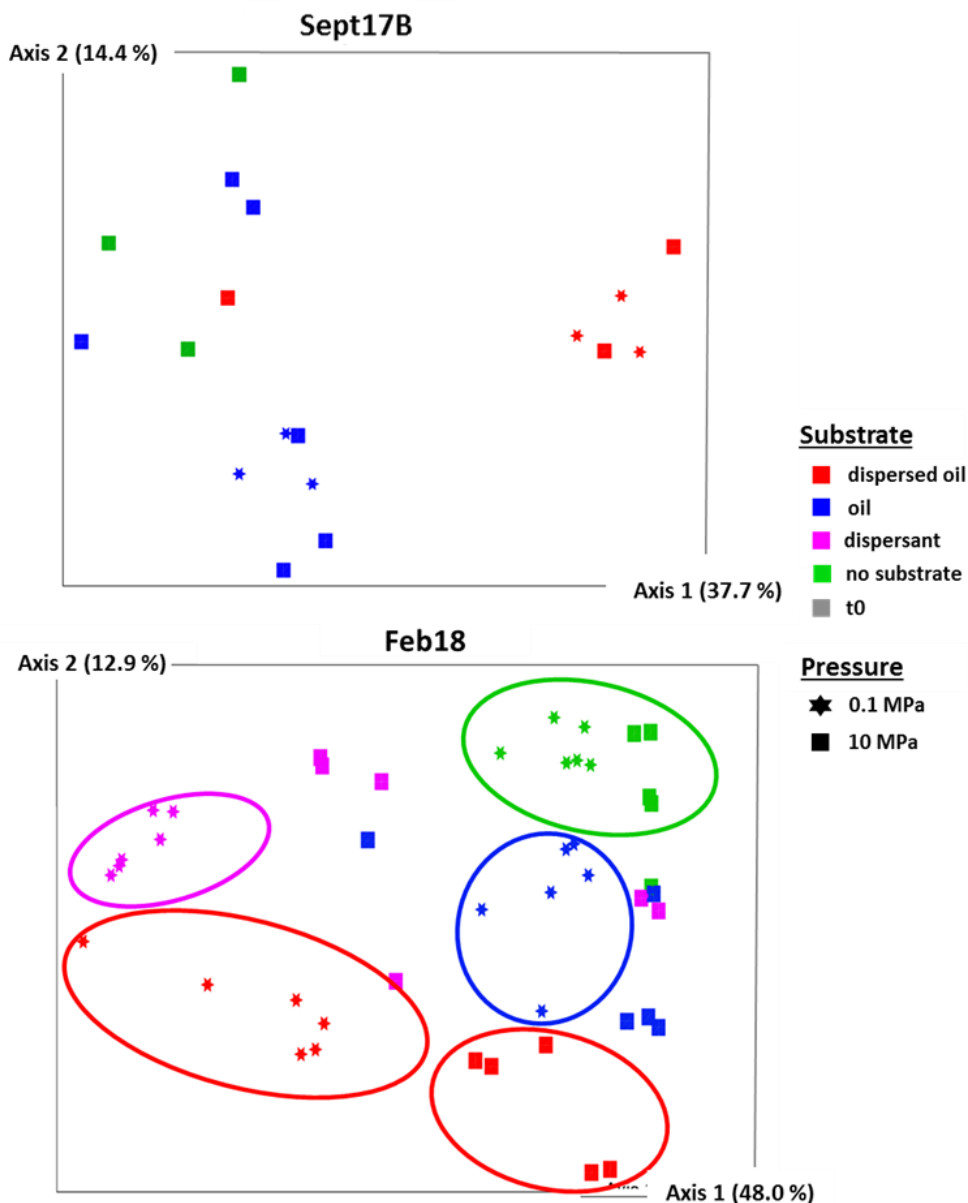 Sept17B
Axis 2 (14.4 %)
Axis 1 (37.7 %)
Substrate
dispersed oil
oil
dispersant
no substrate
t0
Feb18
Axis 2 (12.9 %)
Pressure
0.1 MPa
10 MPa
Axis 1 (48.0 %)